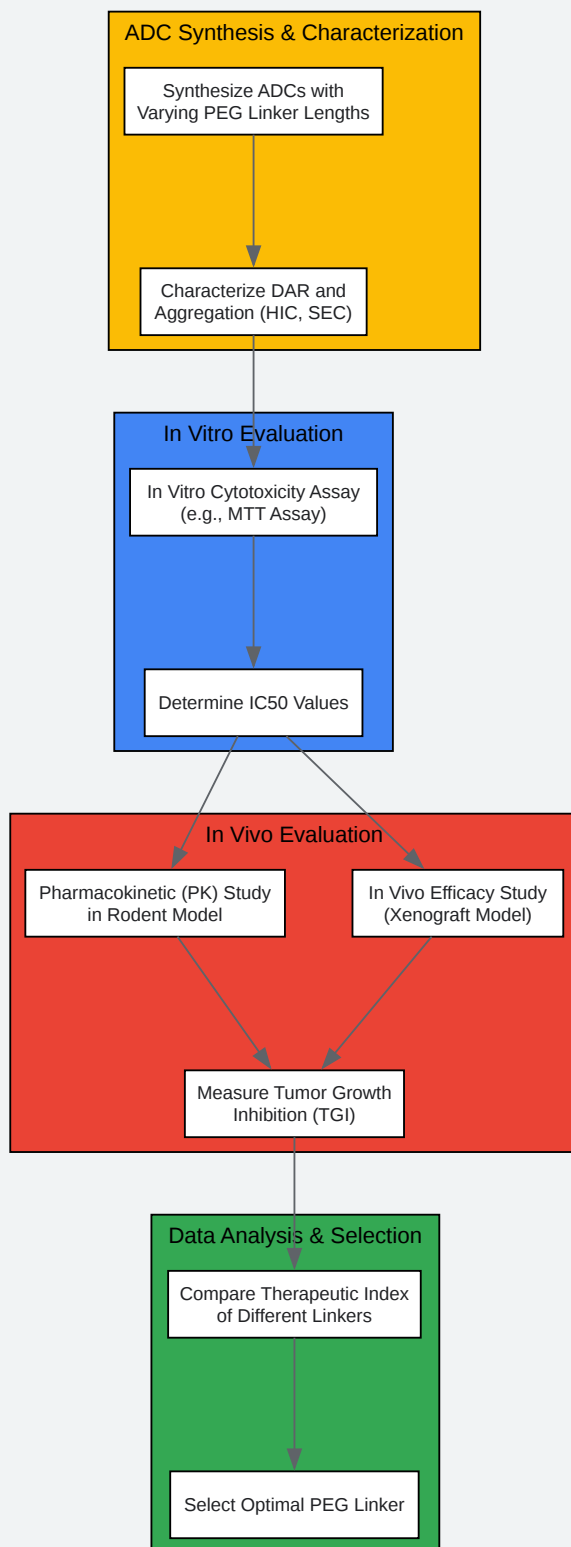 ADC Synthesis & Characterization
Synthesize ADCs with
Varying PEG Linker Lengths
Characterize DAR and
Aggregation (HIC, SEC)
In Vitro Evaluation
In Vitro Cytotoxicity Assay
(e.g., MTT Assay)
Determine IC50 Values
In Vivo Evaluation
Pharmacokinetic (PK) Study
in Rodent Model
In Vivo Efficacy Study
(Xenograft Model)
Measure Tumor Growth
Inhibition (TGI)
Data Analysis & Selection
Compare Therapeutic Index
of Different Linkers
Select Optimal PEG Linker